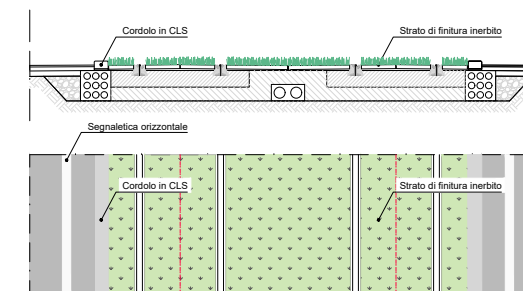 Cordolo in CLS
Strato di finitura inerbito
Segnaletica orizzontale
Cordolo in CLS
Strato di finitura inerbito